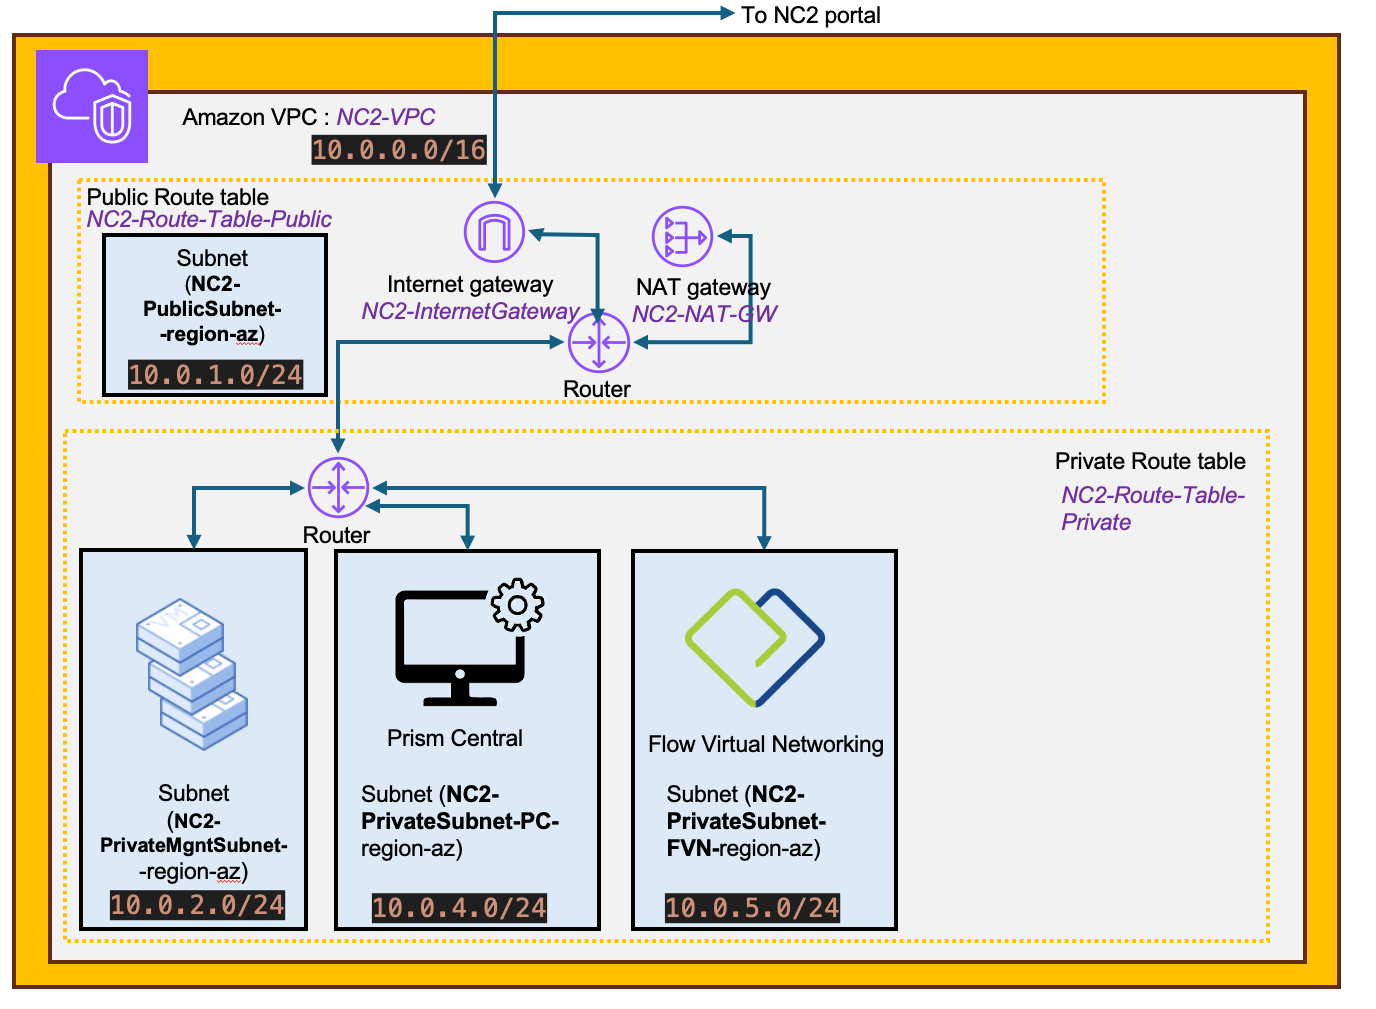 To NC2 portal
Amazon VPC : NC2-VPC
10.0.0.0/16
Public Route table
NC2-Route-Table-Public
Subnet
(NC2-
PublicSubnet-
-region-az)
10.0.1.0/24
Internet gateway
NC2-InternetGateway
NAT gateway
NC2-NAT-GW
Router
Private Route table
NC2-Route-Table-
Private
Router
VM
Subnet
(NC2-
PrivateMgntSubnet-
-region-az)
10.0.2.0/24
Prism Central
Subnet (NC2-
PrivateSubnet-PC-
region-az)
10.0.4.0/24
Flow Virtual Networking
Subnet (NC2-
PrivateSubnet-
FVN-region-az)
10.0.5.0/24